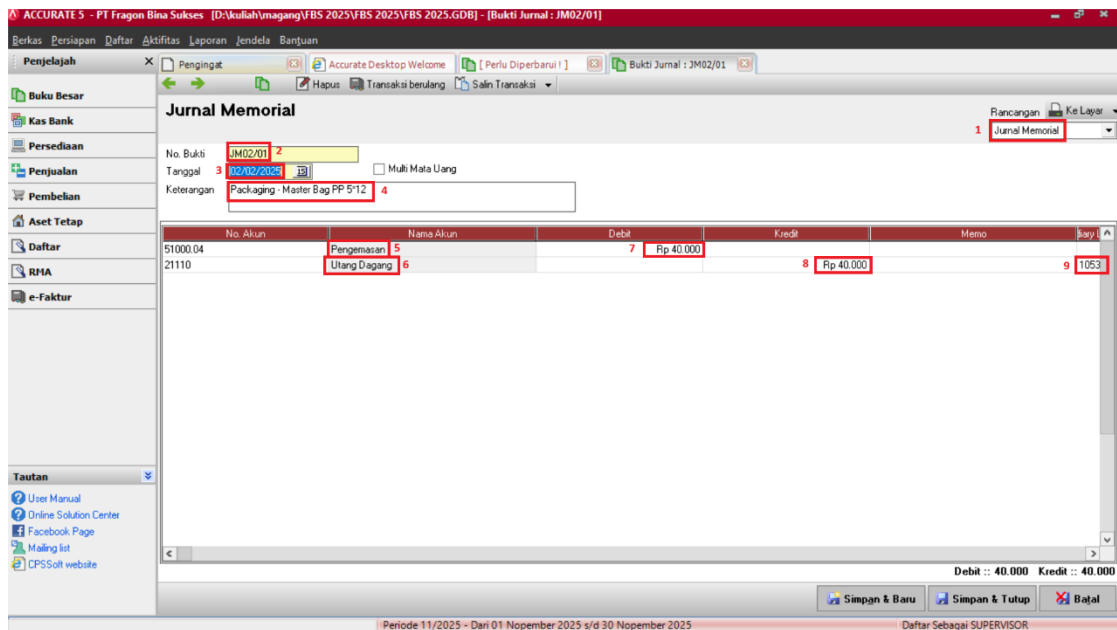 ACCURATE 5 - PT Fragon Bina Sukses [D:\kuliah\magang\FBS 2025\FBS 2025\FBS 2025.GDB] - [Bukti Jurnal : JM02/01]
Berkas Persiapan Daftar Aktifitas Laporan Jendela Bantuan
Penjelajah X Pengingat Accurate Desktop Welcome [ Perlu Diperbarui ! ] Bukti Jurnal : JM02/01
Hapus Transaksi berulang Salin Transaksi
Buku Besar
Kas Bank
Persediaan
Penjualan
Pembelian
Aset Tetap
Daftar
RMA
e-Faktur
Jurnal Memorial
Rancangan Ke Layar
1 Jurnal Memorial
No. Bukti JM02/01 2
Tanggal 3 02/02/2025 15 Multi Mata Uang
Keterangan Packaging - Master Bag PP 5*12 4
No. Akun Nama Akun Debit Kredit Memo
51000.04 Pengemasan 5 7 Rp 40.000
21110 Utang Dagang 6 8 Rp 40.000 9 1053
Tautan
User Manual
Online Solution Center
Facebook Page
Mailing list
CPSSoft website
Debit :: 40.000 Kredit :: 40.000
Simpan & Baru Simpan & Tutup Batal
Periode 11/2025 - Dari 01 Nopember 2025 s/d 30 Nopember 2025 Daftar Sebagai SUPERVISOR